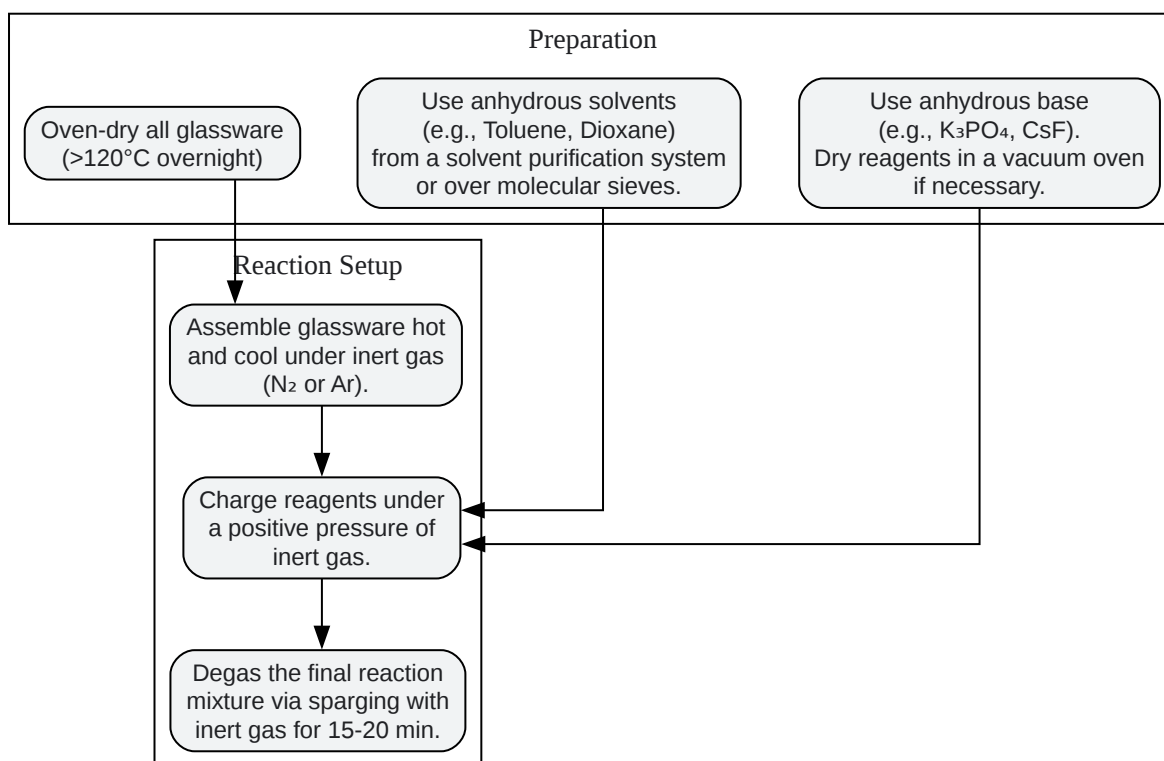 Preparation
Oven-dry all glassware
(>120°C overnight)
Use anhydrous solvents
(e.g., Toluene, Dioxane)
from a solvent purification system
or over molecular sieves.
Use anhydrous base
(e.g., K₃PO₄, CsF).
Dry reagents in a vacuum oven
if necessary.
Reaction Setup
Assemble glassware hot
and cool under inert gas
(N₂ or Ar).
Charge reagents under
a positive pressure of
inert gas.
Degas the final reaction
mixture via sparging with
inert gas for 15-20 min.